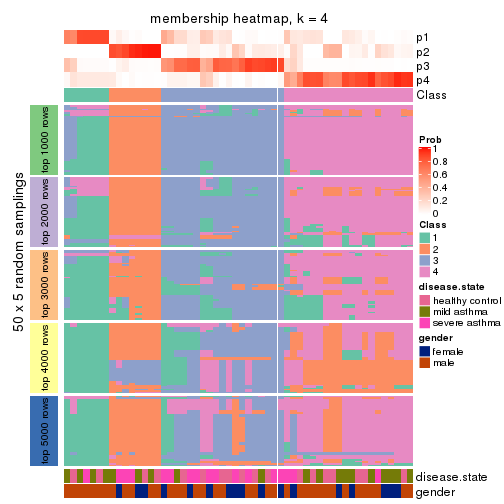 membership heatmap, k = 4
p1
p2
p3
p4
Class
50 x 5 random samplings
top 1000 rows
top 2000 rows
top 3000 rows
top 4000 rows
top 5000 rows
disease.state
gender
Prob
1
0.8
0.6
0.4
0.2
0
Class
1
2
3
4
disease.state
healthy control
mild asthma
severe asthma
gender
female
male